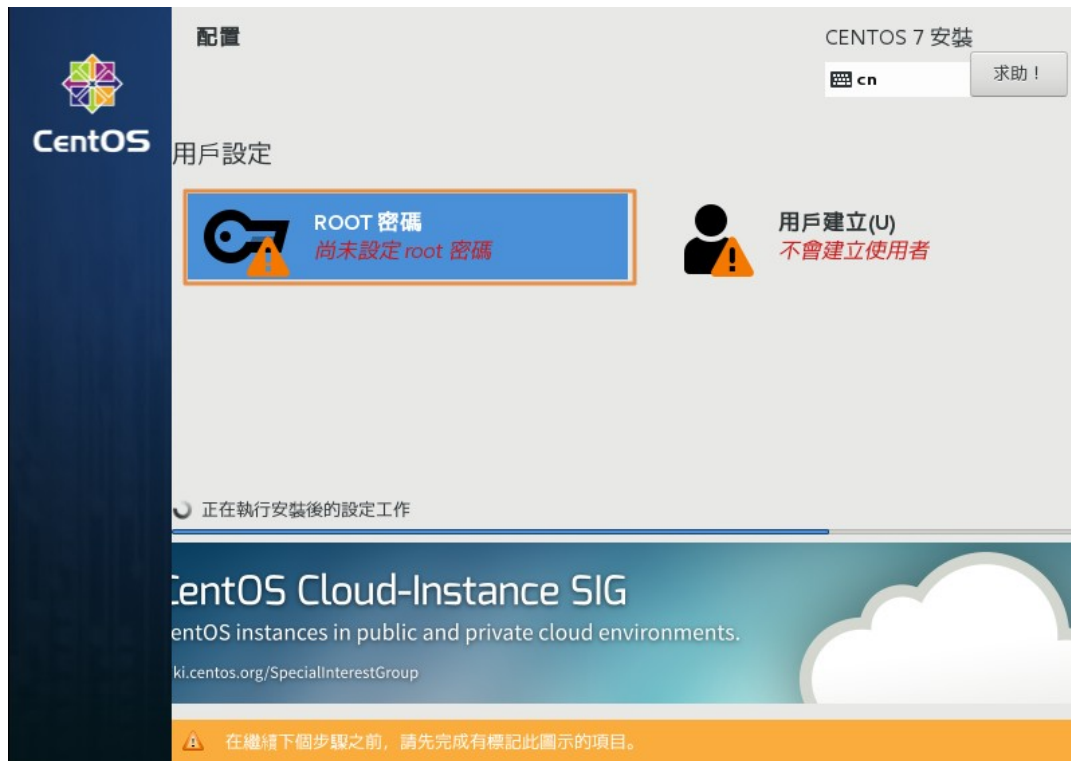 配置
CENTOS 7 安裝
cn
求助！
CentOS
用戶設定
ROOT 密碼
尚未設定 root 密碼
用戶建立(U)
不會建立使用者
正在執行安裝後的設定工作
CentOS Cloud-Instance SIG
entOS instances in public and private cloud environments.
ki.centos.org/SpecialInterestGroup
在繼續下個步驟之前，請先完成有標記此圖示的項目。